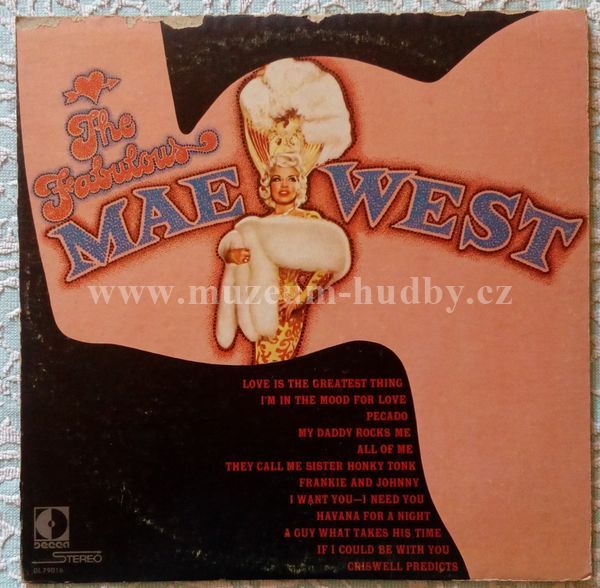 The
Fabulous
MAE WEST
www.muzeum-hudby.cz
LOVE IS THE GREATEST THING
I'M IN THE MOOD FOR LOVE
PECADO
MY DADDY ROCKS ME
ALL OF ME
THEY CALL ME SISTER HONKY TONK
FRANKIE AND JOHNNY
I WANT YOU—I NEED YOU
HAVANA FOR A NIGHT
A GUY WHAT TAKES HIS TIME
IF I COULD BE WITH YOU
CRISWELL PREDICTS
DECCA
STEREO
DL79016